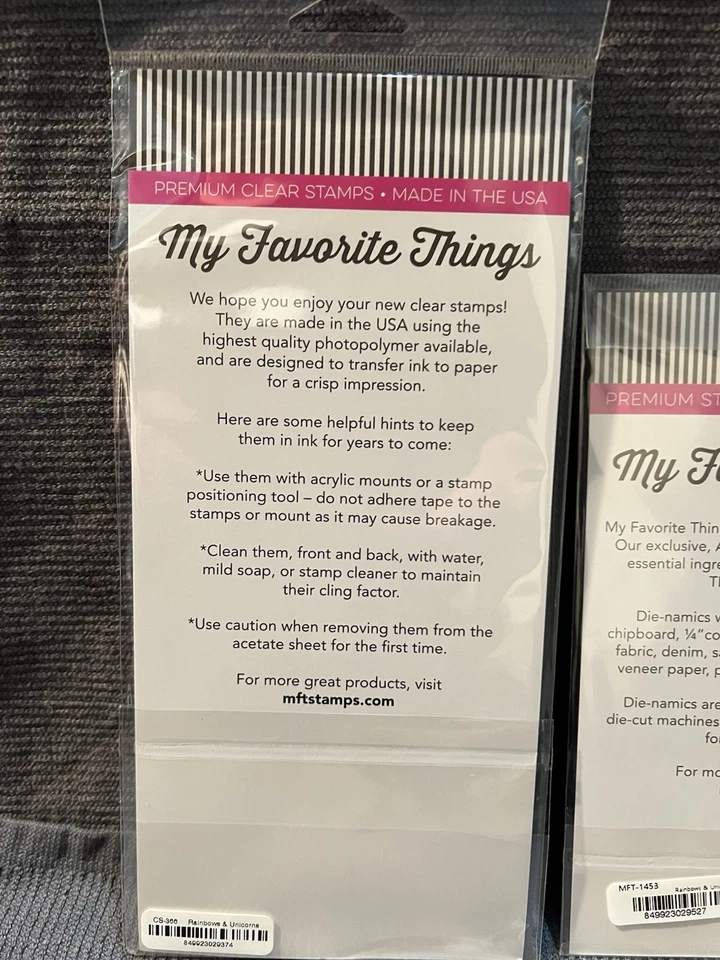 PREMIUM CLEAR STAMPS • MADE IN THE USA
My Favorite Things
We hope you enjoy your new clear stamps!
They are made in the USA using the
highest quality photopolymer available,
and are designed to transfer ink to paper
for a crisp impression.
Here are some helpful hints to keep
them in ink for years to come:
*Use them with acrylic mounts or a stamp
positioning tool – do not adhere tape to the
stamps or mount as it may cause breakage.
*Clean them, front and back, with water,
mild soap, or stamp cleaner to maintain
their cling factor.
*Use caution when removing them from the
acetate sheet for the first time.
For more great products, visit
mftstamps.com
CS-366 Rainbows & Unicorns
849923029374
PREMIUM ST
My F
My Favorite Thin
Our exclusive, A
essential ingre
Th
Die-namics w
chipboard, ¼"co
fabric, denim, sa
veneer paper, p
Die-namics are
die-cut machines
fo
For mo
MFT-1453 Rainbows & Uni
849923029527